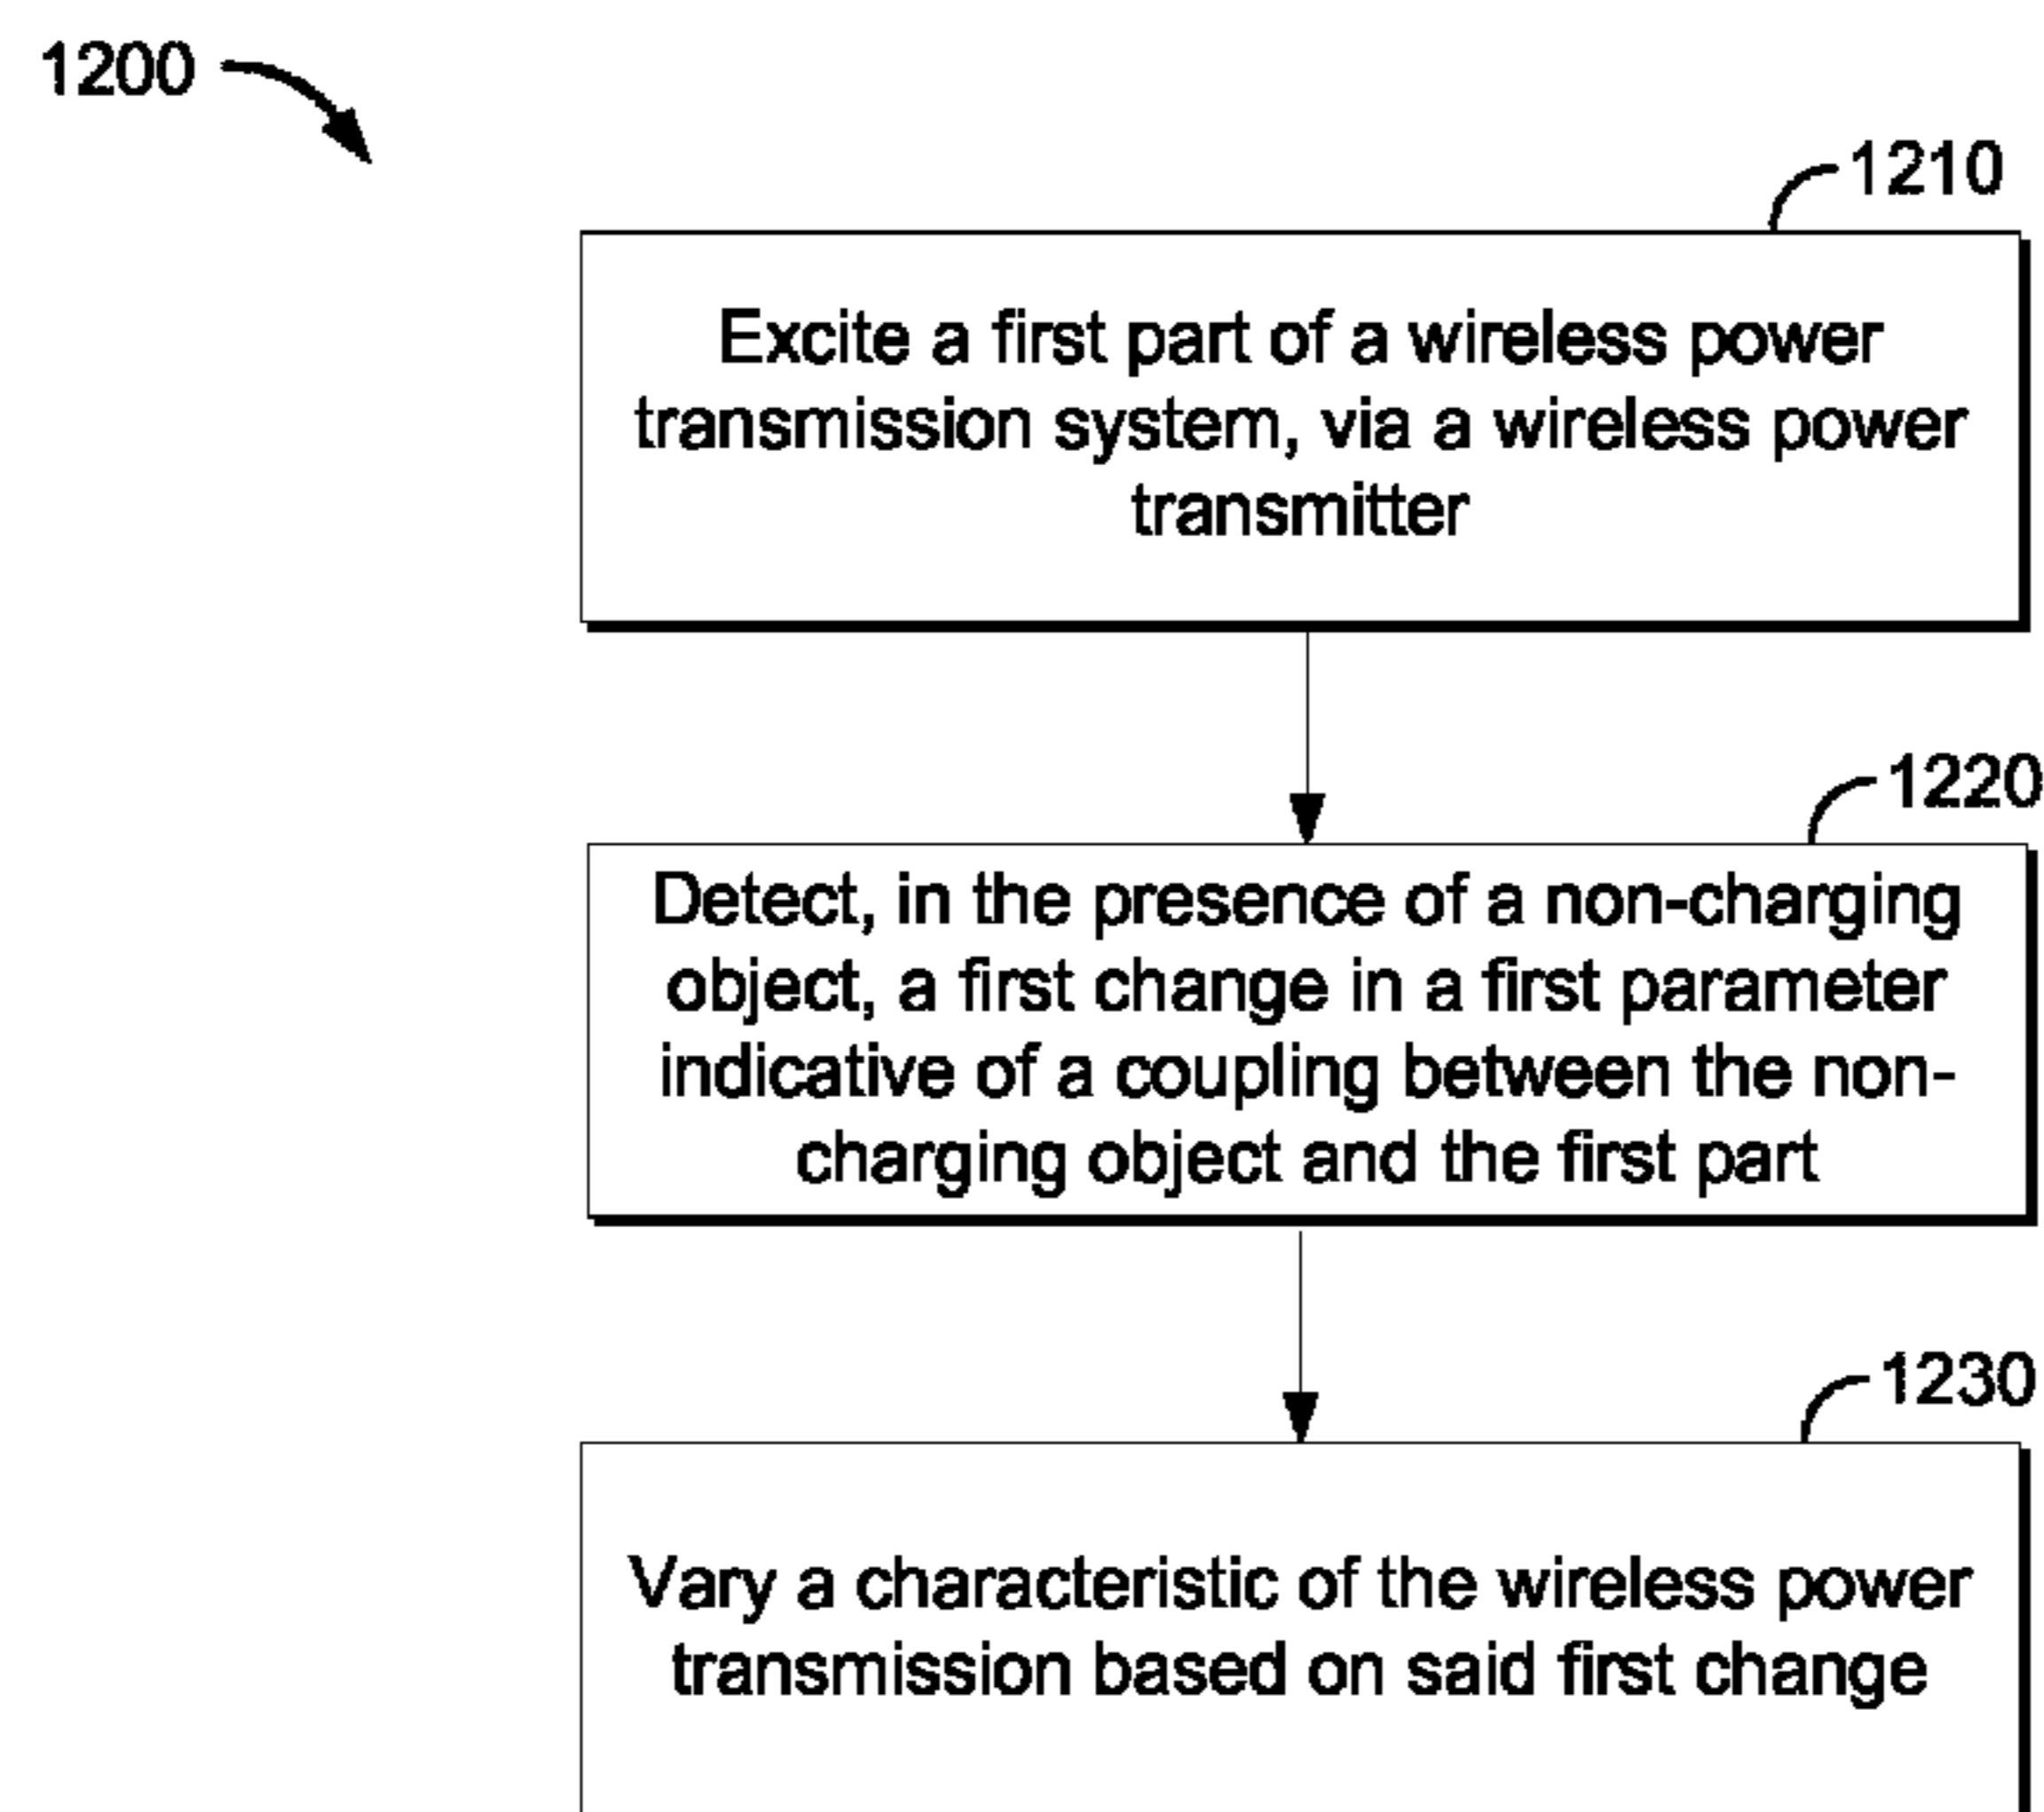 1200
1210
Excite a first part of a wireless power
transmission system, via a wireless power
transmitter
1220
Detect, in the presence of a non-charging
object, a first change in a first parameter
indicative of a coupling between the non-
charging object and the first part
1230
Vary a characteristic of the wireless power
transmission based on said first change